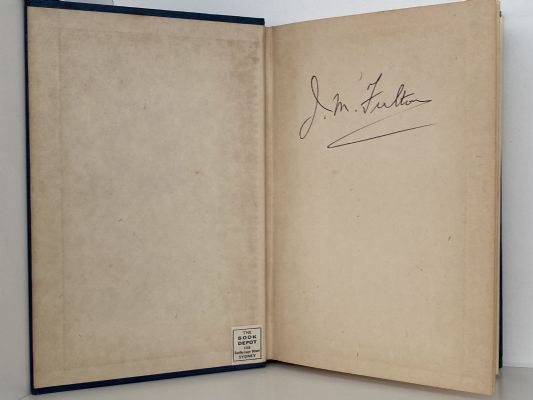 THE
BOOK
DEPOT
SYDNEY
J. M. Fulton